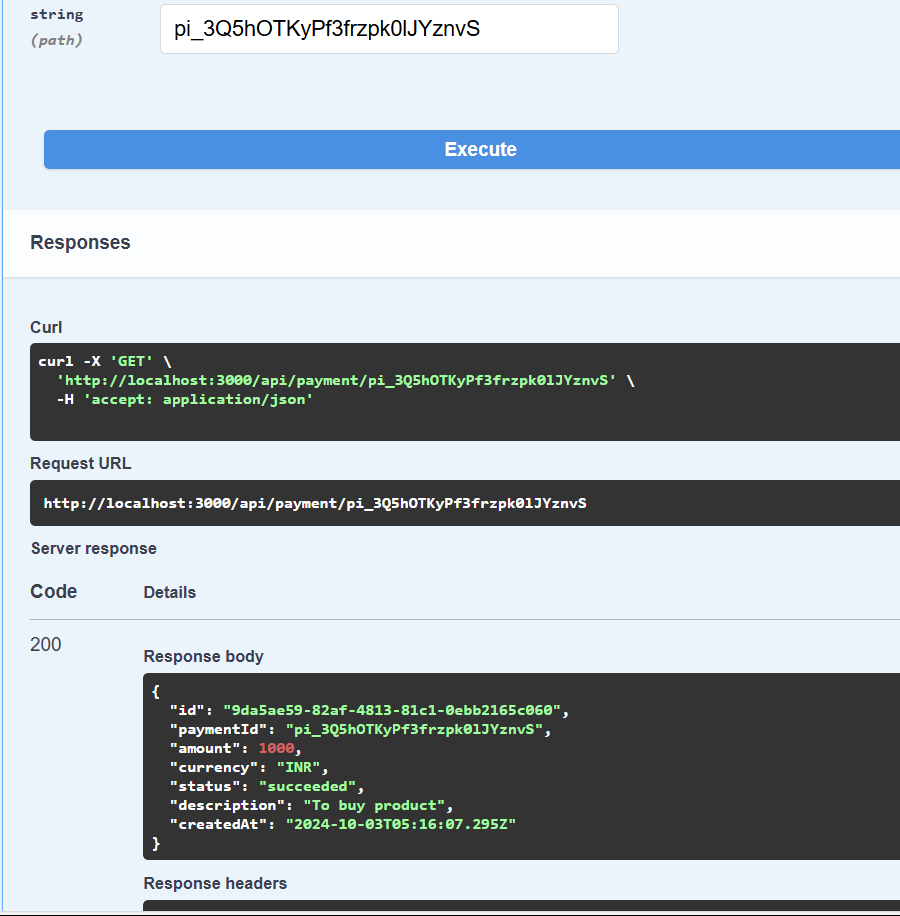 string
(path)
pi_3Q5hOTKyPf3frzpk0lJYznvS
Execute
Responses
Curl
curl -X 'GET' \
'http://localhost:3000/api/payment/pi_3Q5hOTKyPf3frzpk0lJYznvS' \
-H 'accept: application/json'
Request URL
http://localhost:3000/api/payment/pi_3Q5hOTKyPf3frzpk0lJYznvS
Server response
Code Details
200
Response body
{
"id": "9da5ae59-82af-4813-81c1-0ebb2165c060",
"paymentId": "pi_3Q5hOTKyPf3frzpk0lJYznvS",
"amount": 1000,
"currency": "INR",
"status": "succeeded",
"description": "To buy product",
"createdAt": "2024-10-03T05:16:07.295Z"
}
Response headers